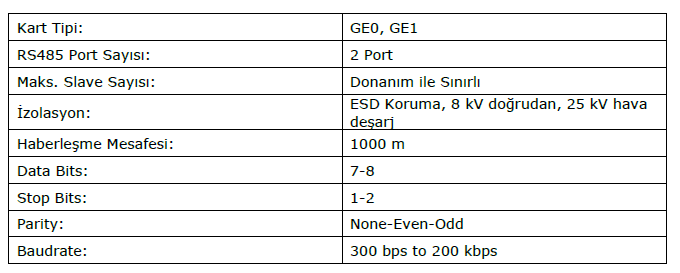 Kart Tipi: GE0, GE1
RS485 Port Sayısı: 2 Port
Maks. Slave Sayısı: Donanım ile Sınırlı
İzolasyon: ESD Koruma, 8 kV doğrudan, 25 kV hava
deşarj
Haberleşme Mesafesi: 1000 m
Data Bits: 7-8
Stop Bits: 1-2
Parity: None-Even-Odd
Baudrate: 300 bps to 200 kbps